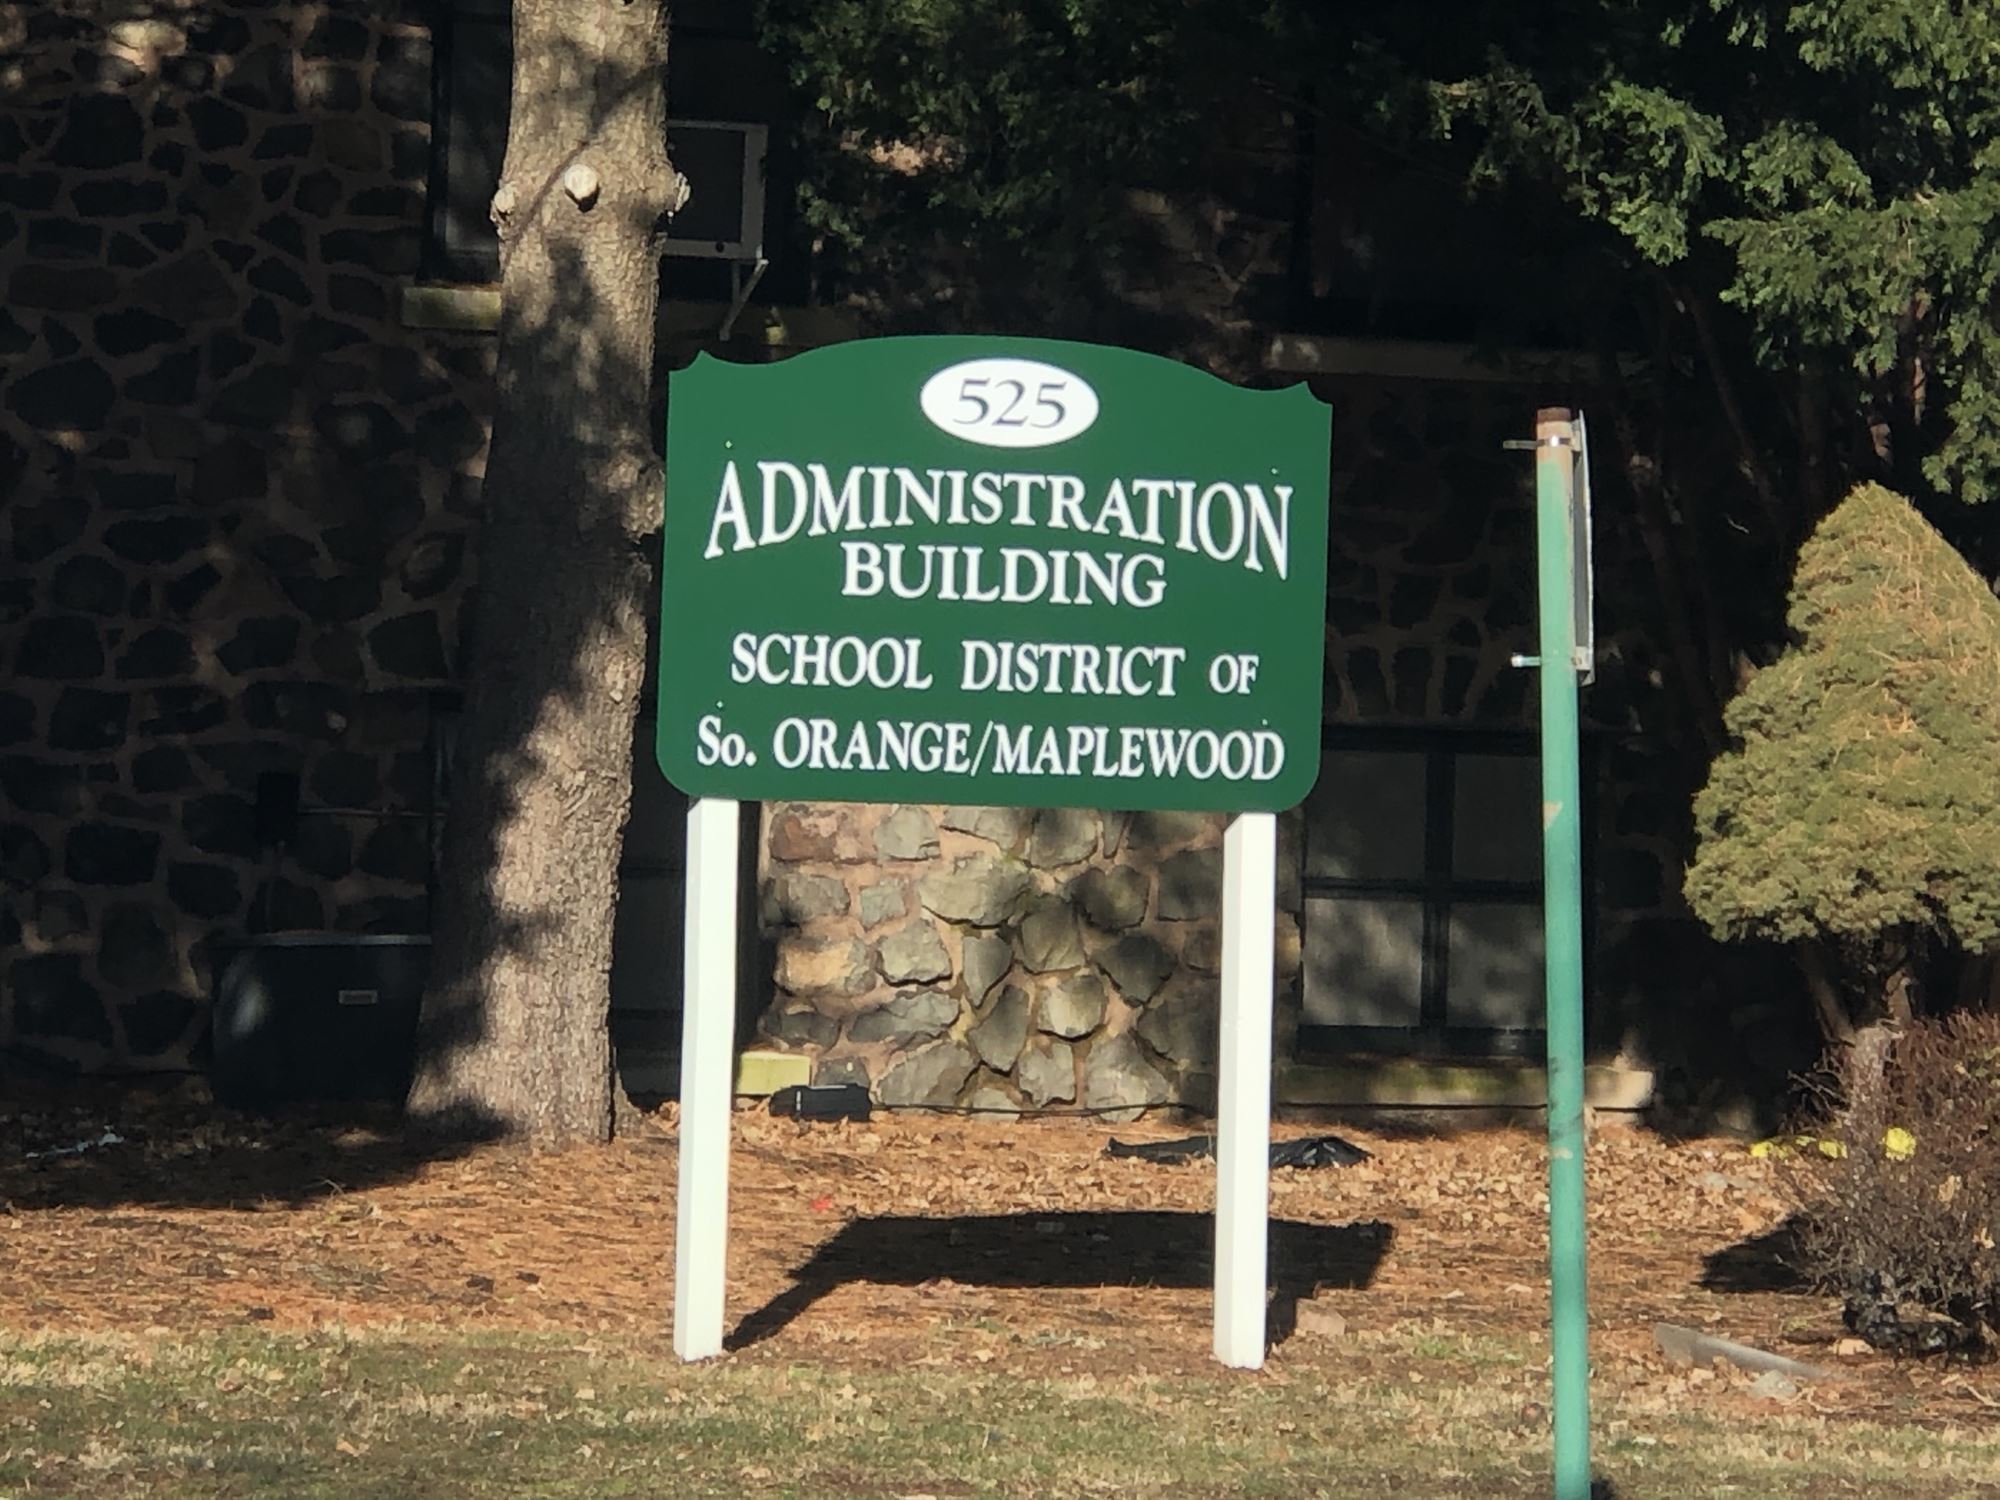 525
ADMINISTRATION
BUILDING
SCHOOL DISTRICT OF
So. ORANGE/MAPLEWOOD